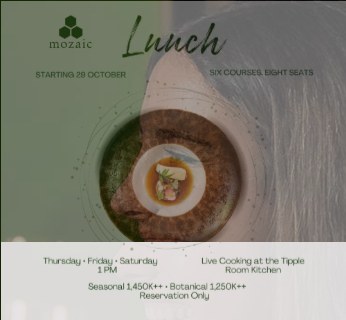 mozaic
Lunch
STARTING 29 OCTOBER
SIX COURSES, EIGHT SEATS
Thursday • Friday • Saturday
1 PM
Live Cooking at the Tipple
Room Kitchen
Seasonal 1,450K++ • Botanical 1,250K++
Reservation Only